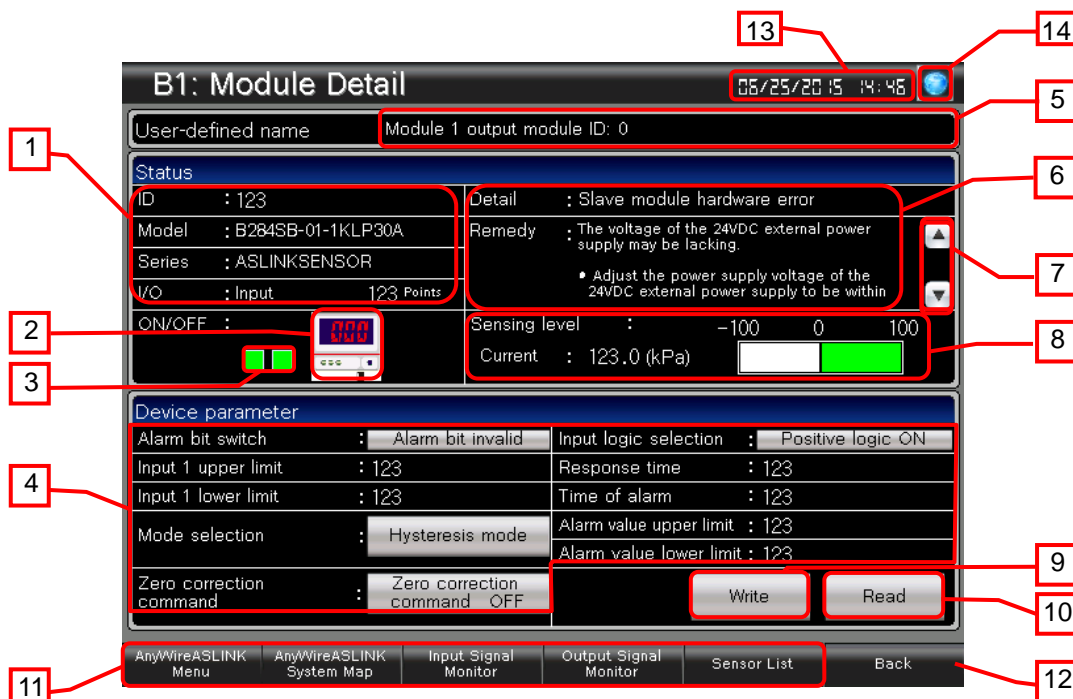 13
14
B1: Module Detail
06/25/2015 14:46
5
User-defined name
Module 1 output module ID: 0
1
Status
6
ID : 123
Detail : Slave module hardware error
Model : B284SB-01-1KLP30A
Remedy : The voltage of the 24VDC external power
supply may be lacking.
Series : ASLINKSENSOR
• Adjust the power supply voltage of the
24VDC external power supply to be within
7
I/O : Input 123 Points
2
ON/OFF :
0.00
Sensing level : -100 0 100
8
Current : 123.0 (kPa)
3
Device parameter
Alarm bit switch : Alarm bit invalid
Input logic selection : Positive logic ON
Input 1 upper limit : 123
Response time : 123
4
Input 1 lower limit : 123
Time of alarm : 123
Mode selection : Hysteresis mode
Alarm value upper limit : 123
Alarm value lower limit : 123
9
Zero correction
command : Zero correction
command OFF
Write
Read
10
11
AnyWireASLINK
Menu
AnyWireASLINK
System Map
Input Signal
Monitor
Output Signal
Monitor
Sensor List
Back
12